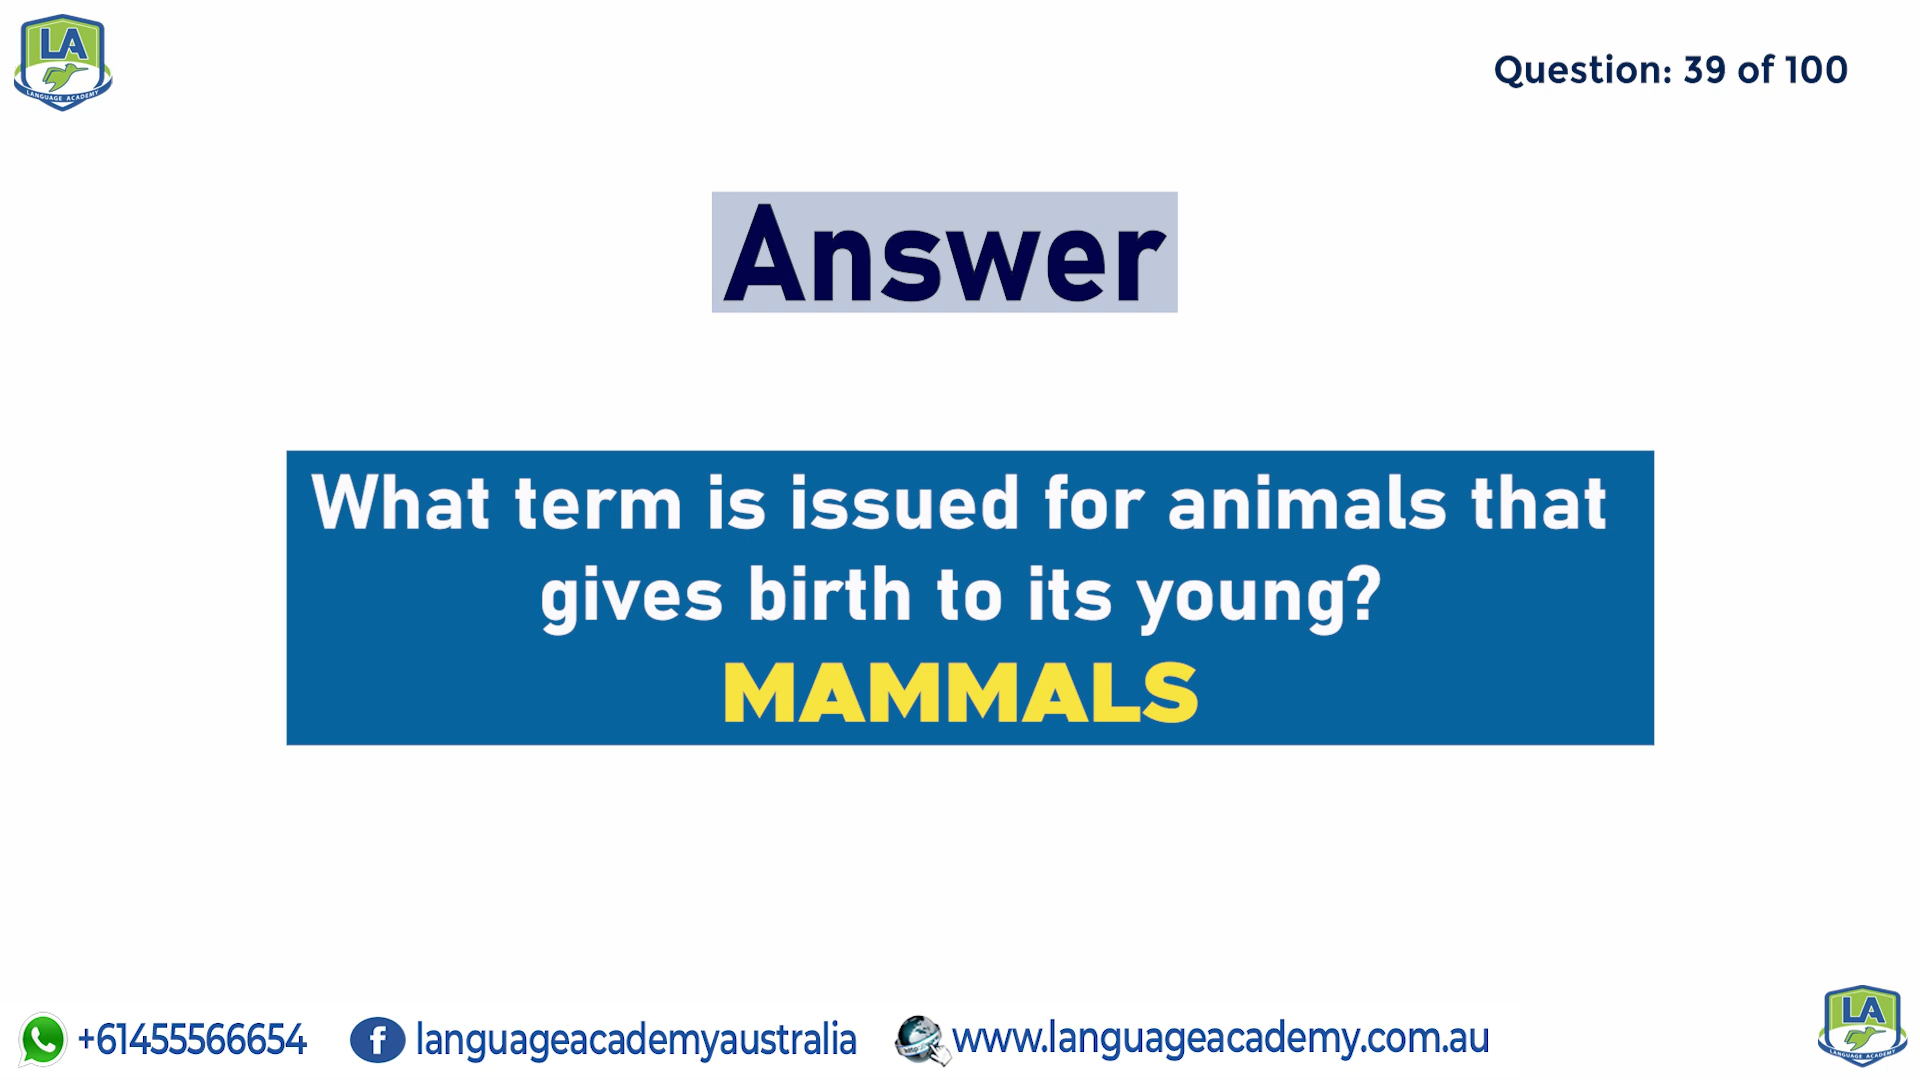 LA
LANGUAGE ACADEMY
Question: 39 of 100
Answer
What term is issued for animals that
gives birth to its young?
MAMMALS
+61455566654
languageacademyaustralia
www.languageacademy.com.au
LA
LANGUAGE ACADEMY